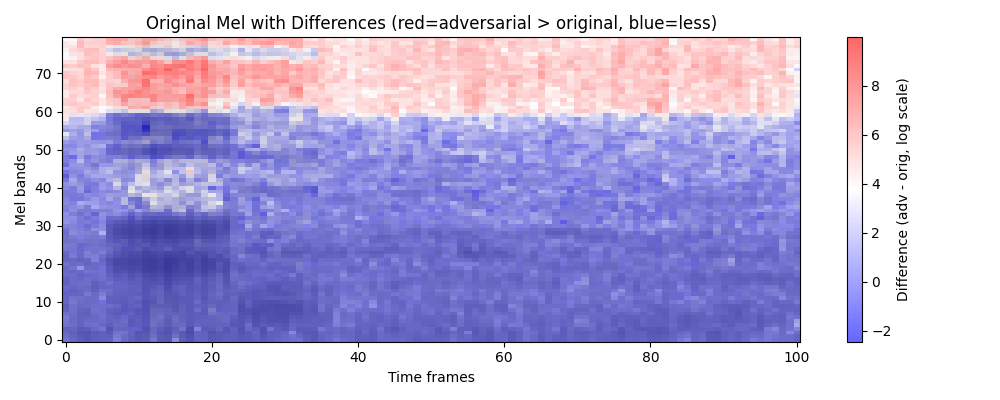 Original Mel with Differences (red=adversarial > original, blue=less)
Mel bands
70
60
50
40
30
20
10
0
0 20 40 60 80 100
Time frames
8
6
4
2
0
−2
Difference (adv - orig, log scale)